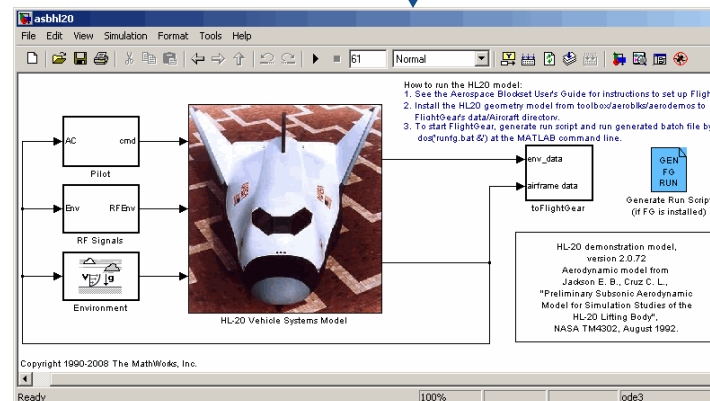 asbhl20
File Edit View Simulation Format Tools Help
61 Normal
How to run the HL20 model:
1. See the Aerospace Blockset User's Guide for instructions to set up Fligh
2. Install the HL20 geometry model from toolbox/aeroblks/aerodemos to
FlightGear's data/Aircraft directory.
3. To start FlightGear, generate run script and run generated batch file by
dos('runfg.bat &') at the MATLAB command line.
AC cmd
Pilot
Env RFEnv
RF Signals
V g
Environment
HL-20 Vehicle Systems Model
env_data
airframe data
toFlightGear
GEN
FG
RUN
Generate Run Scrip
(if FG is installed)
HL-20 demonstration model,
version 2.0.72
Aerodynamic model from
Jackson E. B., Cruz C. L.,
"Preliminary Subsonic Aerodynamic
Model for Simulation Studies of the
HL-20 Lifting Body",
NASA TM4302, August 1992.
Copyright 1990-2008 The MathWorks, Inc.
Ready 100% ode3